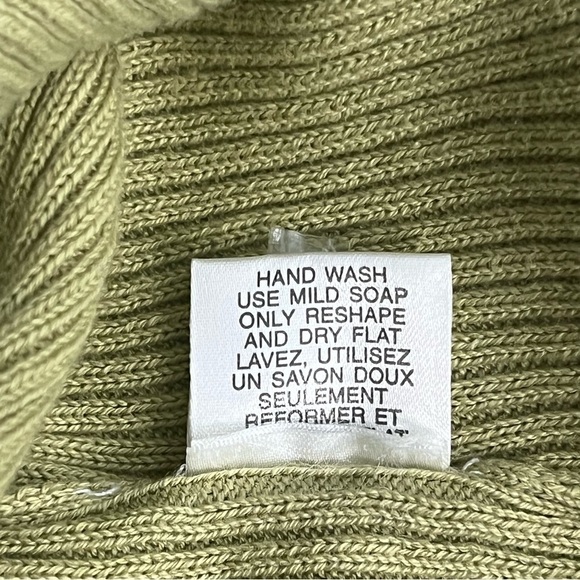 HAND WASH
USE MILD SOAP
ONLY RESHAPE
AND DRY FLAT
LAVEZ, UTILISEZ
UN SAVON DOUX
SEULEMENT
REFORMER ET